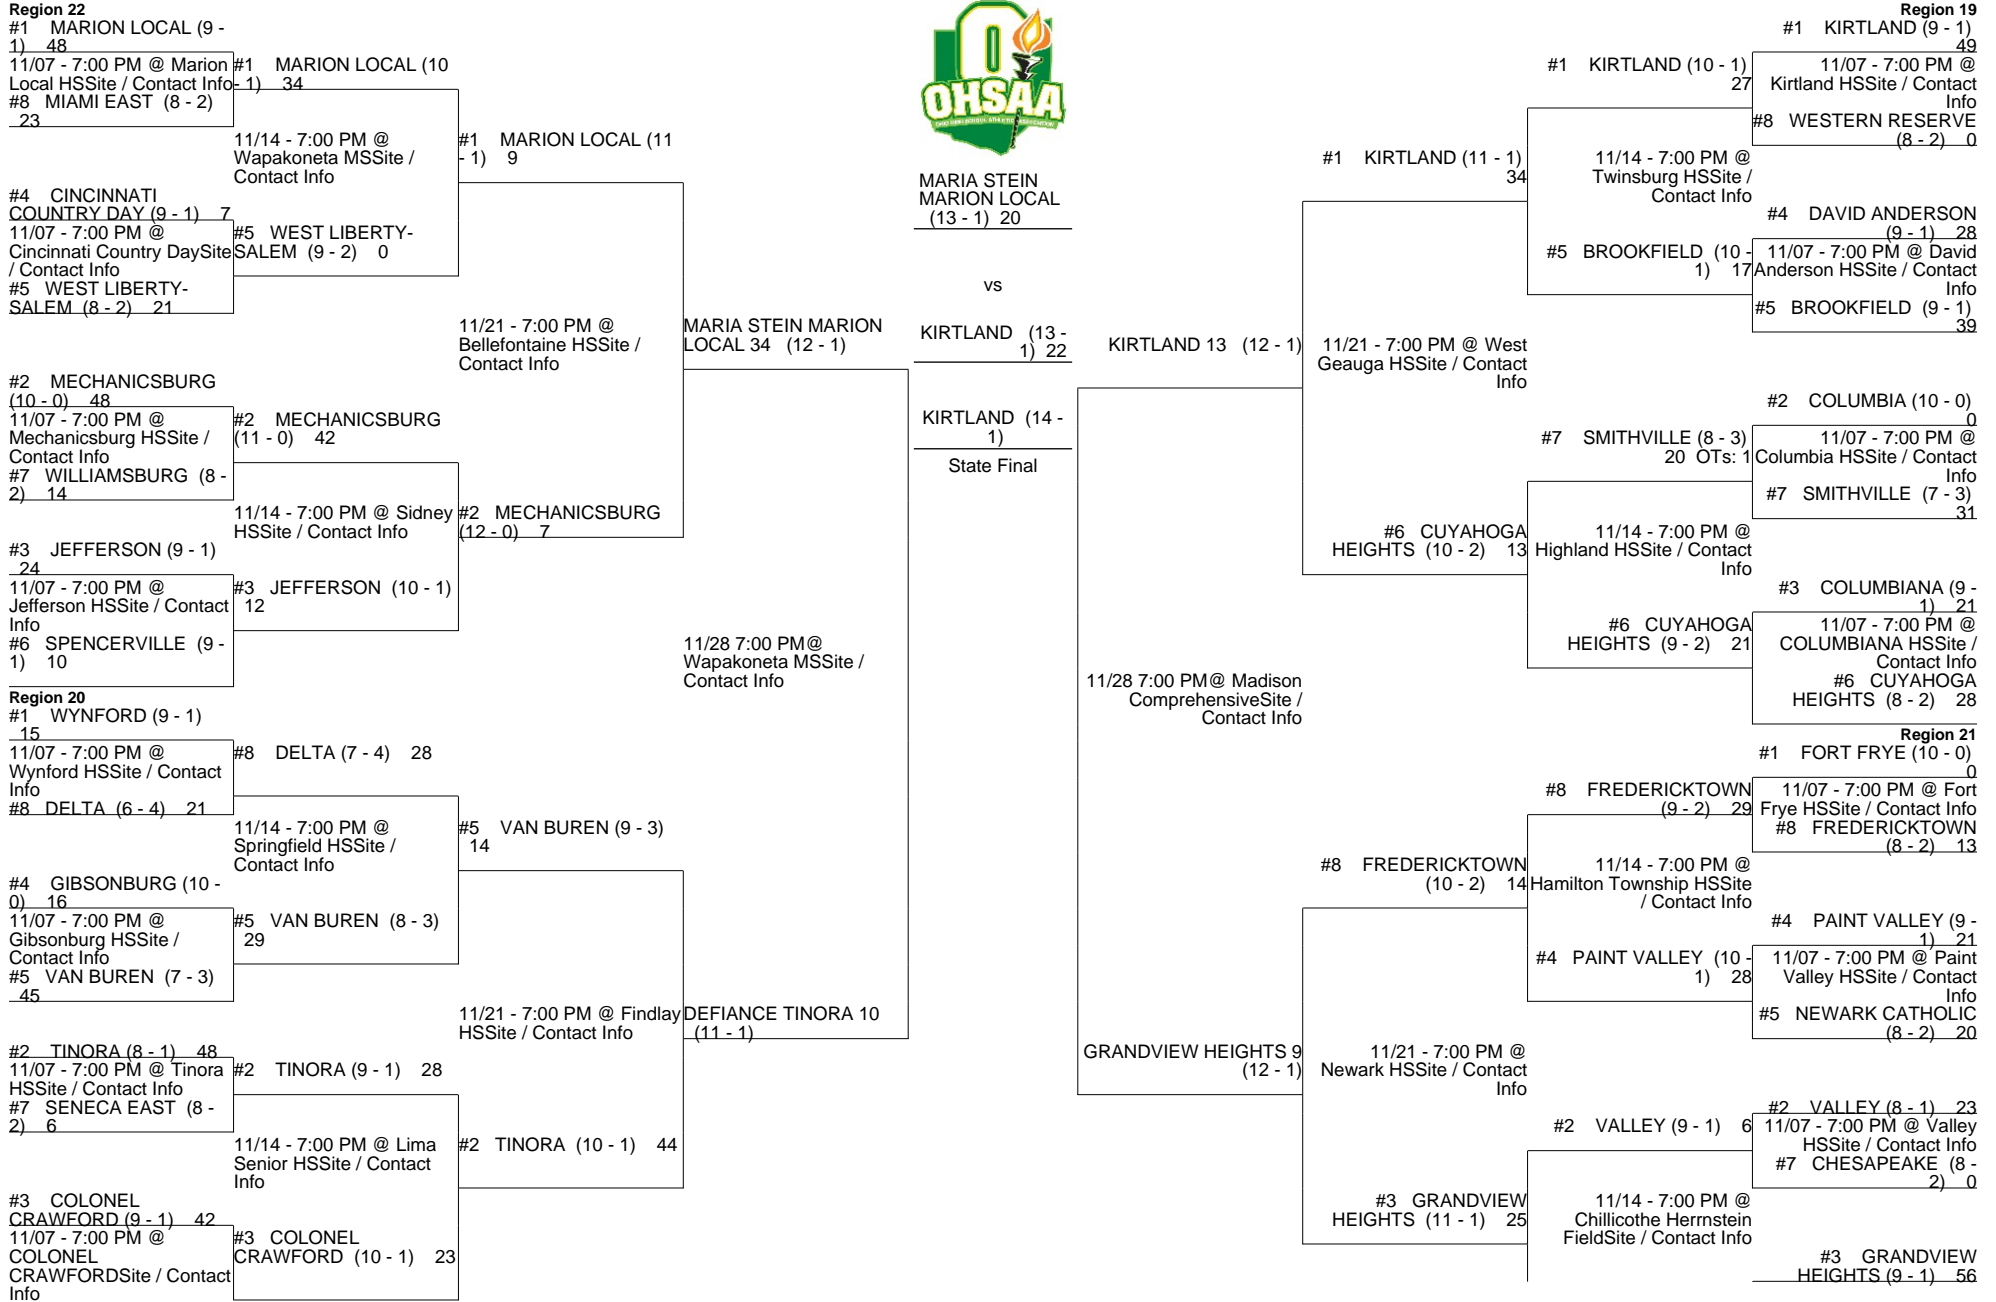 Region 22
#1 MARION LOCAL (9 -
1) 48
11/07 - 7:00 PM @ Marion
Local HSSite / Contact Info
#8 MIAMI EAST (8 - 2)
23
#4 CINCINNATI
COUNTRY DAY (9 - 1) 7
11/07 - 7:00 PM @
Cincinnati Country DaySite
/ Contact Info
#5 WEST LIBERTY-
SALEM (8 - 2) 21
#2 MECHANICSBURG
(10 - 0) 48
11/07 - 7:00 PM @
Mechanicsburg HSSite /
Contact Info
#7 WILLIAMSBURG (8 -
2) 14
#3 JEFFERSON (9 - 1)
24
11/07 - 7:00 PM @
Jefferson HSSite / Contact
Info
#6 SPENCERVILLE (9 -
1) 10
Region 20
#1 WYNFORD (9 - 1)
15
11/07 - 7:00 PM @
Wynford HSSite / Contact
Info
#8 DELTA (6 - 4) 21
#4 GIBSONBURG (10 -
0) 16
11/07 - 7:00 PM @
Gibsonburg HSSite /
Contact Info
#5 VAN BUREN (7 - 3)
45
#2 TINORA (8 - 1) 48
11/07 - 7:00 PM @ Tinora
HSSite / Contact Info
#7 SENECA EAST (8 -
2) 6
#3 COLONEL
CRAWFORD (9 - 1) 42
11/07 - 7:00 PM @
COLONEL
CRAWFORDSite / Contact
Info
#1 MARION LOCAL (10
- 1) 34
11/14 - 7:00 PM @
Wapakoneta MSSite /
Contact Info
#5 WEST LIBERTY-
SALEM (9 - 2) 0
#2 MECHANICSBURG
(11 - 0) 42
11/14 - 7:00 PM @ Sidney
HSSite / Contact Info
#3 JEFFERSON (10 - 1)
12
#8 DELTA (7 - 4) 28
11/14 - 7:00 PM @
Springfield HSSite /
Contact Info
#5 VAN BUREN (8 - 3)
29
#2 TINORA (9 - 1) 28
11/14 - 7:00 PM @ Lima
Senior HSSite / Contact
Info
#3 COLONEL
CRAWFORD (10 - 1) 23
#1 MARION LOCAL (11
- 1) 9
11/21 - 7:00 PM @
Bellefontaine HSSite /
Contact Info
#2 MECHANICSBURG
(12 - 0) 7
#5 VAN BUREN (9 - 3)
14
11/21 - 7:00 PM @ Findlay
HSSite / Contact Info
#2 TINORA (10 - 1) 44
MARIA STEIN MARION
LOCAL 34 (12 - 1)
11/28 7:00 PM@
Wapakoneta MSSite /
Contact Info
DEFIANCE TINORA 10
(11 - 1)
OHSAA
MARIA STEIN
MARION LOCAL
(13 - 1) 20
vs
KIRTLAND (13 -
1) 22
KIRTLAND (14 -
1)
State Final
KIRTLAND 13 (12 - 1)
11/28 7:00 PM@ Madison
ComprehensiveSite /
Contact Info
GRANDVIEW HEIGHTS 9
(12 - 1)
#1 KIRTLAND (11 - 1)
34
11/21 - 7:00 PM @ West
Geauga HSSite / Contact
Info
#6 CUYAHOGA
HEIGHTS (10 - 2) 13
#8 FREDERICKTOWN
(10 - 2) 14
11/21 - 7:00 PM @
Newark HSSite / Contact
Info
#3 GRANDVIEW
HEIGHTS (11 - 1) 25
#1 KIRTLAND (10 - 1)
27
11/14 - 7:00 PM @
Twinsburg HSSite /
Contact Info
#5 BROOKFIELD (10 -
1) 17
#7 SMITHVILLE (8 - 3)
20 OTs: 1
11/14 - 7:00 PM @
Highland HSSite / Contact
Info
#6 CUYAHOGA
HEIGHTS (9 - 2) 21
#8 FREDERICKTOWN
(9 - 2) 29
11/14 - 7:00 PM @
Hamilton Township HSSite
/ Contact Info
#4 PAINT VALLEY (10 -
1) 28
#2 VALLEY (9 - 1) 6
11/14 - 7:00 PM @
Chillicothe Herrnstein
FieldSite / Contact Info
Region 19
#1 KIRTLAND (9 - 1)
49
11/07 - 7:00 PM @
Kirtland HSSite / Contact
Info
#8 WESTERN RESERVE
(8 - 2) 0
#4 DAVID ANDERSON
(9 - 1) 28
11/07 - 7:00 PM @ David
Anderson HSSite / Contact
Info
#5 BROOKFIELD (9 - 1)
39
#2 COLUMBIA (10 - 0)
0
11/07 - 7:00 PM @
Columbia HSSite / Contact
Info
#7 SMITHVILLE (7 - 3)
31
#3 COLUMBIANA (9 -
1) 21
11/07 - 7:00 PM @
COLUMBIANA HSSite /
Contact Info
#6 CUYAHOGA
HEIGHTS (8 - 2) 28
Region 21
#1 FORT FRYE (10 - 0)
0
11/07 - 7:00 PM @ Fort
Frye HSSite / Contact Info
#8 FREDERICKTOWN
(8 - 2) 13
#4 PAINT VALLEY (9 -
1) 21
11/07 - 7:00 PM @ Paint
Valley HSSite / Contact
Info
#5 NEWARK CATHOLIC
(8 - 2) 20
#2 VALLEY (8 - 1) 23
11/07 - 7:00 PM @ Valley
HSSite / Contact Info
#7 CHESAPEAKE (8 -
2) 0
#3 GRANDVIEW
HEIGHTS (9 - 1) 56